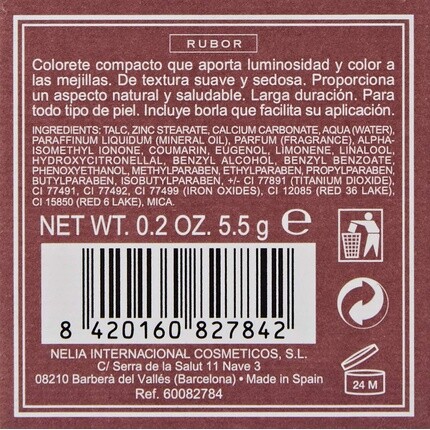 RUBOR
Colorete compacto que aporta luminosidad y color a
las mejillas. De textura suave y sedosa. Proporciona
un aspecto natural y saludable. Larga duración. Para
todo tipo de piel. Incluye borla que facilita su aplicación.
INGREDIENTS: TALC, ZINC STEARATE, CALCIUM CARBONATE, AQUA (WATER),
PARAFFINUM LIQUIDUM (MINERAL OIL), PARFUM (FRAGRANCE), ALPHA-
ISOMETHYL IONONE, COUMARIN, EUGENOL, LIMONENE, LINALOOL,
HYDROXYCITRONELLAL, BENZYL ALCOHOL, BENZYL BENZOATE,
PHENOXYETHANOL, METHYLPARABEN, ETHYLPARABEN, PROPYLPARABEN,
BUTYLPARABEN, ISOBUTYLPARABEN, +/- CI 77891 (TITANIUM DIOXIDE),
CI 77491, CI 77492, CI 77499 (IRON OXIDES), CI 12085 (RED 36 LAKE),
CI 15850 (RED 6 LAKE), MICA.
NET WT. 0.2 OZ. 5.5 g ℮
8 420160 827842
NELIA INTERNACIONAL COSMETICOS, S.L.
C/ Serra de la Salut 11 Nave 3
08210 Barberà del Vallés (Barcelona) • Made in Spain
Ref. 60082784
24 M